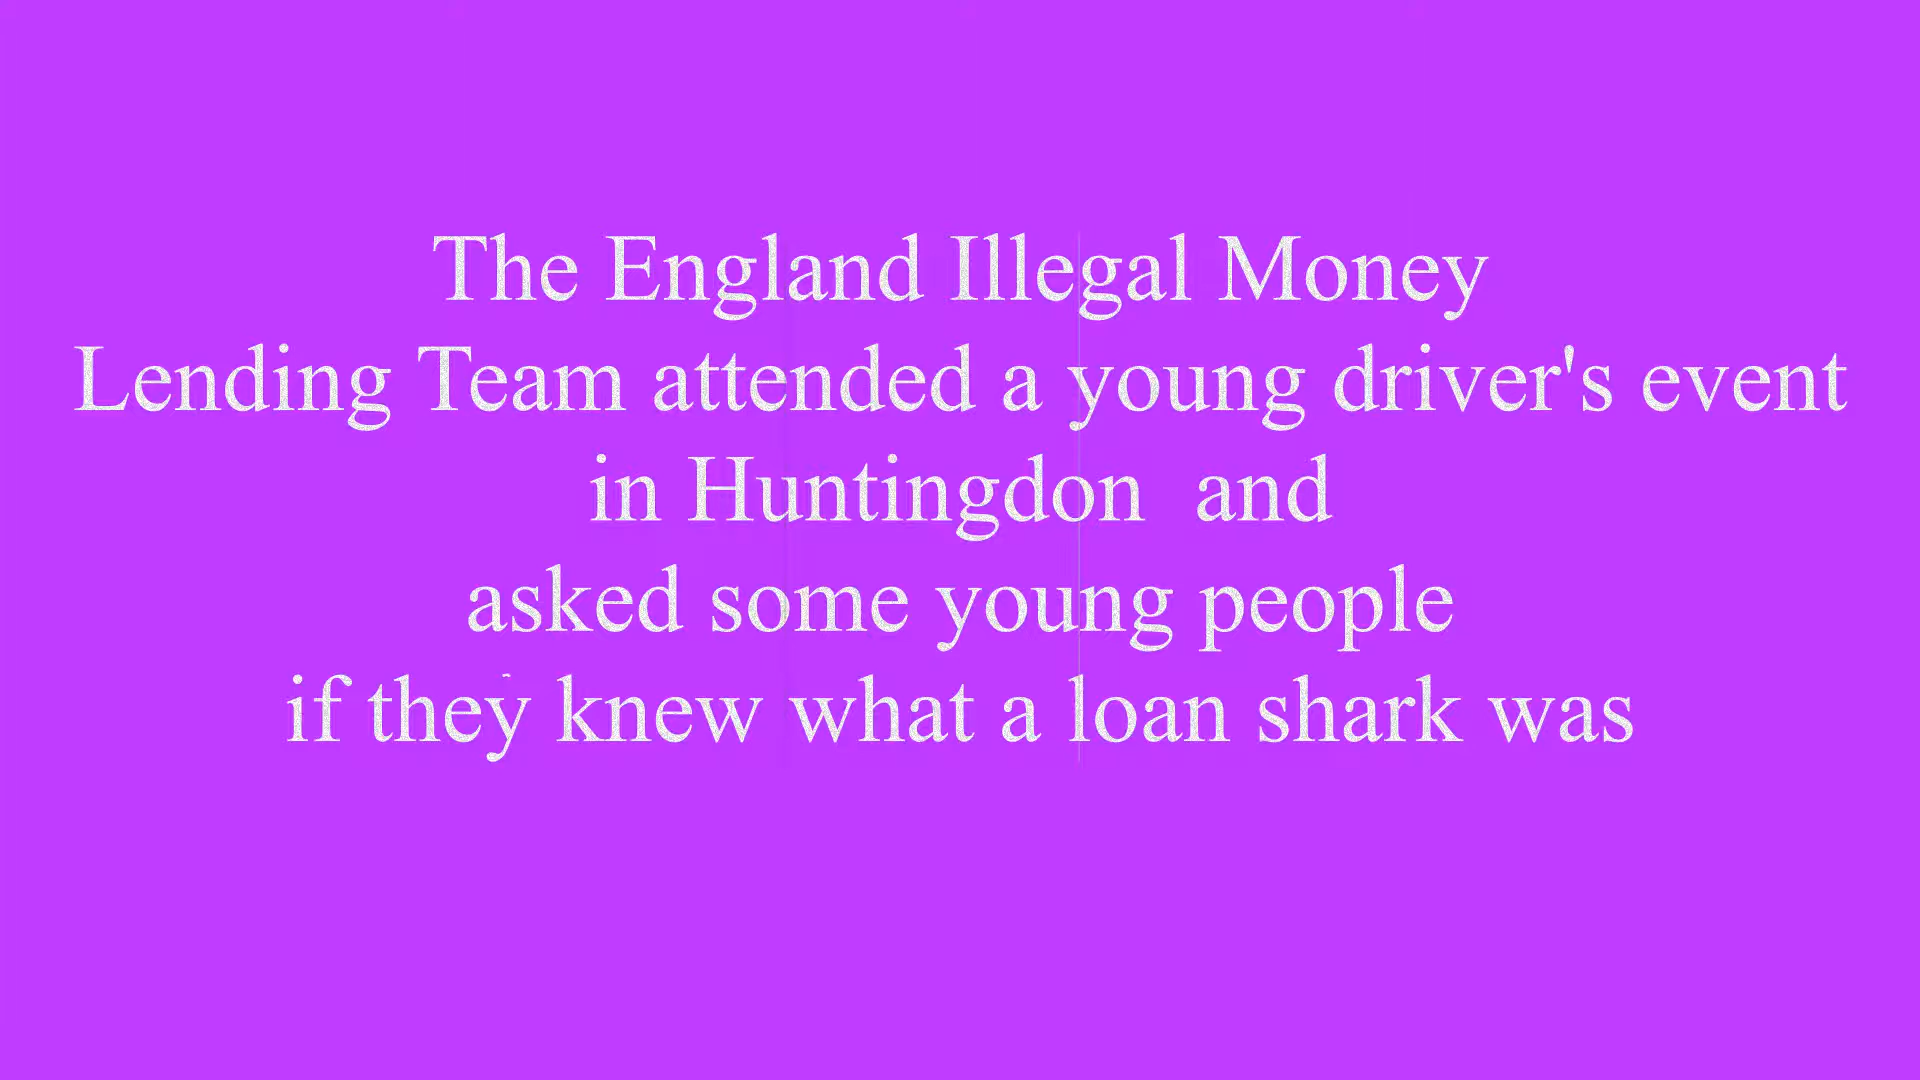 The England Illegal Money
Lending Team attended a young driver's event
in Huntingdon  and
asked some young people
if they knew what a loan shark was